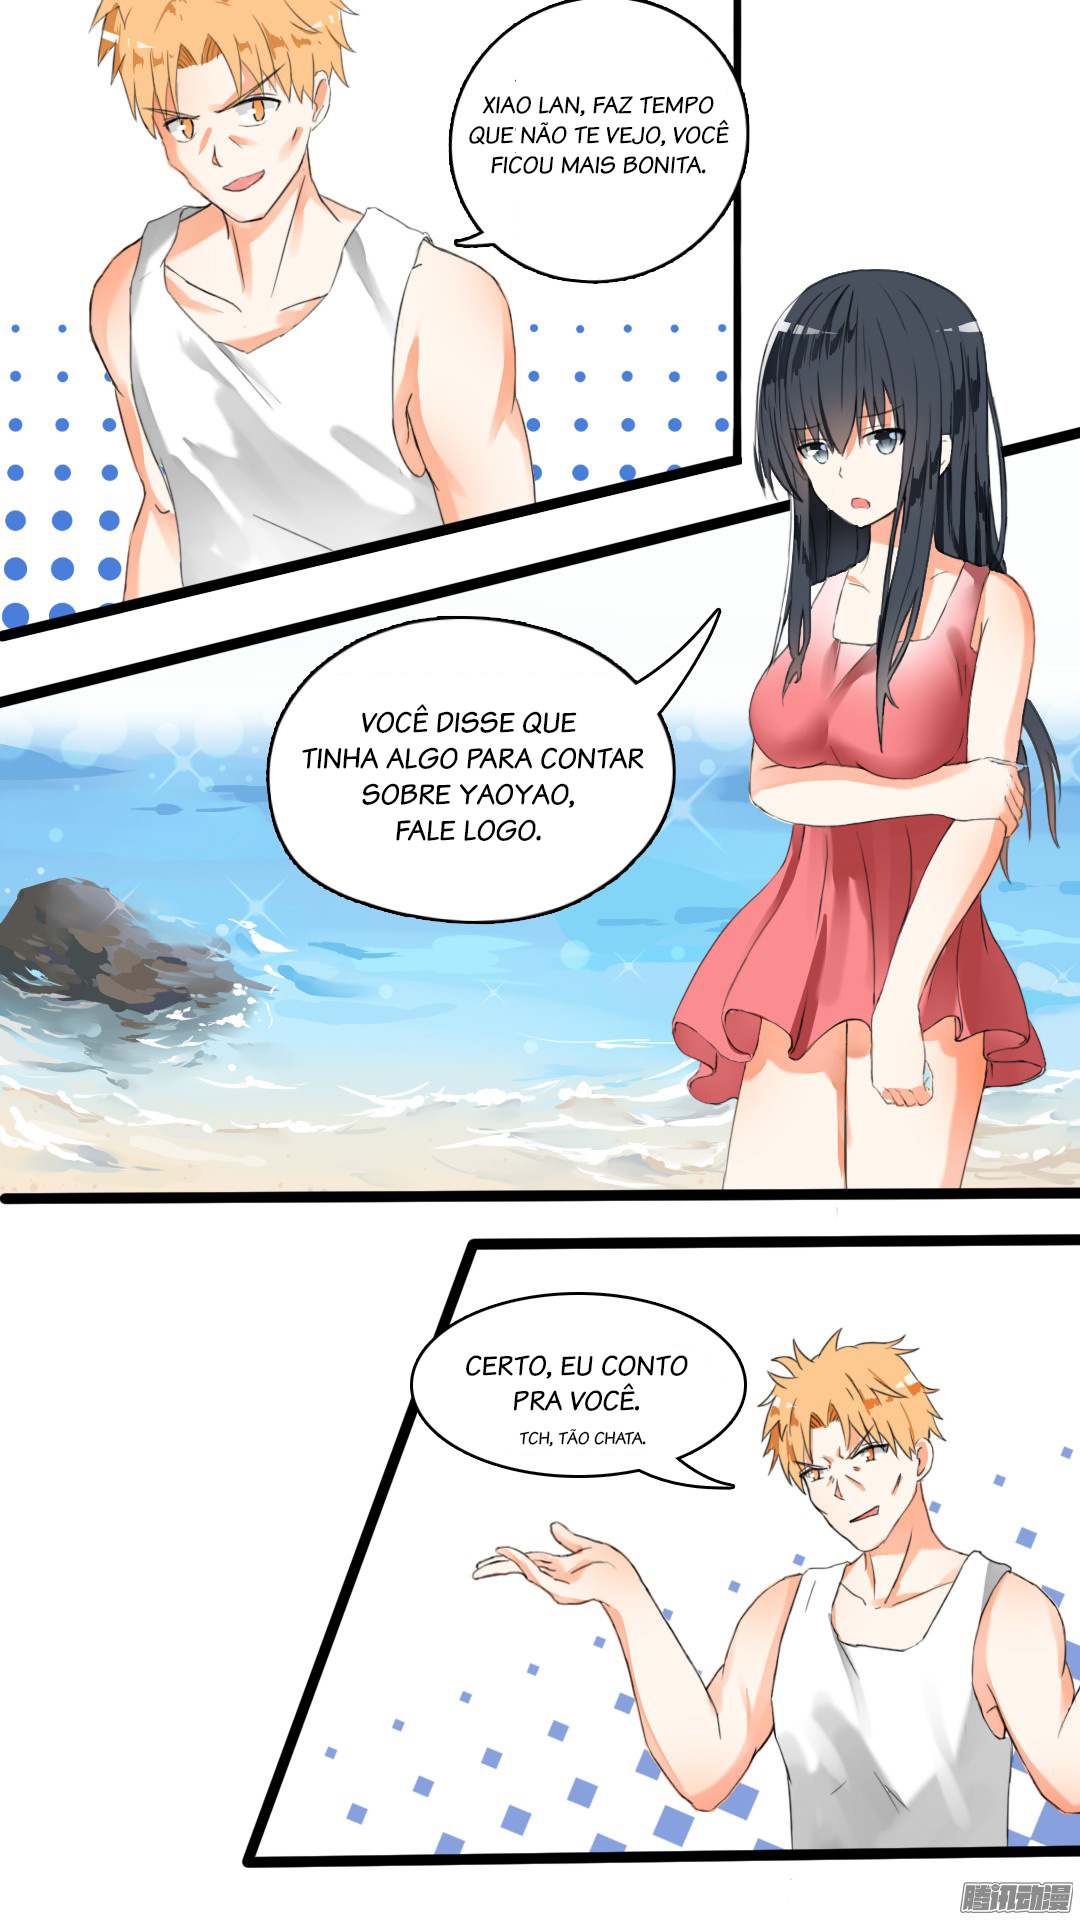 XIAO LAN, FAZ TEMPO
QUE NÃO TE VEJO, VOCÊ
FICOU MAIS BONITA.
VOCÊ DISSE QUE
TINHA ALGO PARA CONTAR
SOBRE YAOYAO,
FALE LOGO.
CERTO, EU CONTO
PRA VOCÊ.
TCH, TÃO CHATA.
腾讯动漫